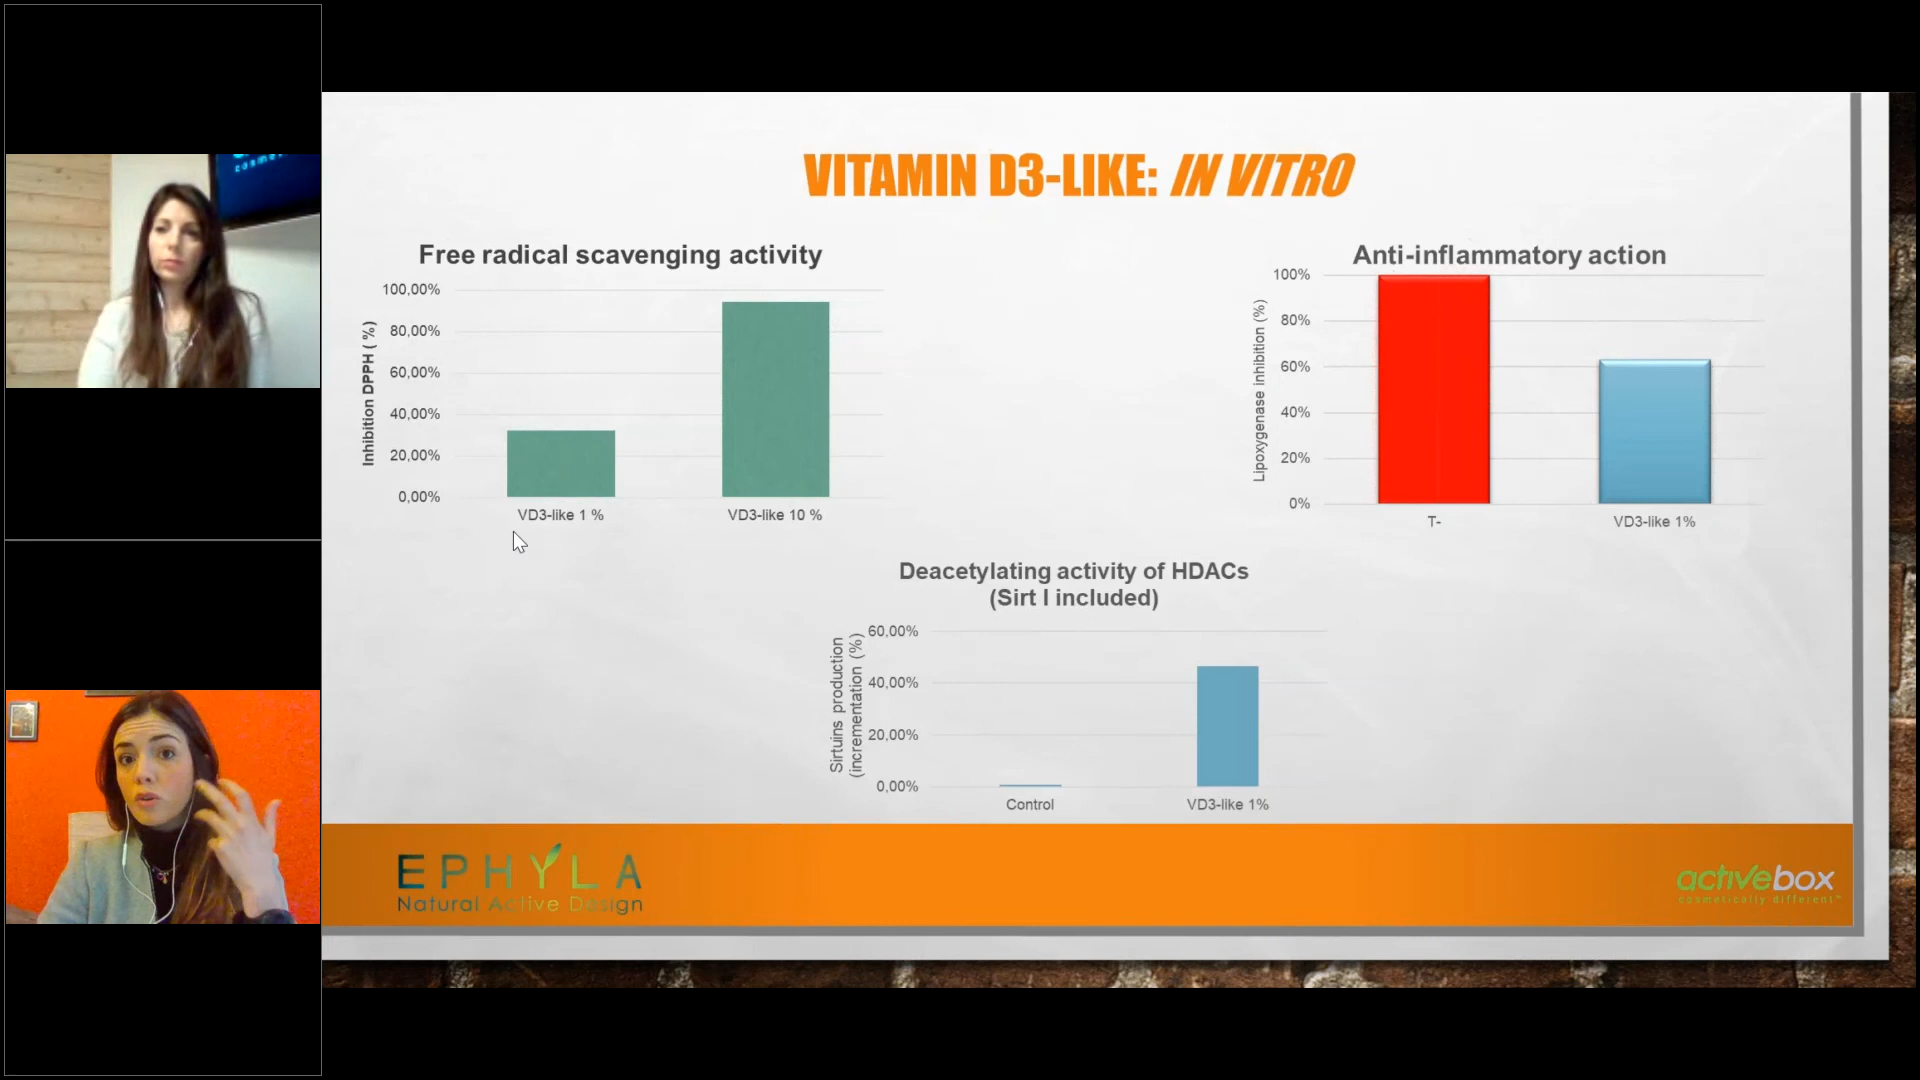 VITAMIN D3-LIKE: IN VITRO
Free radical scavenging activity
Inhibition DPPH ( %)
100,00%
80,00%
60,00%
40,00%
20,00%
0,00%
VD3-like 1 %
VD3-like 10 %
Anti-inflammatory action
Lipoxygenase inhibition (%)
100%
80%
60%
40%
20%
0%
T-
VD3-like 1%
Deacetylating activity of HDACs
(Sirt I included)
Sirtuins production
(incrementation (%)
60,00%
40,00%
20,00%
0,00%
Control
VD3-like 1%
EPHYLA
Natural Active Design
activebox
cosmetically different™